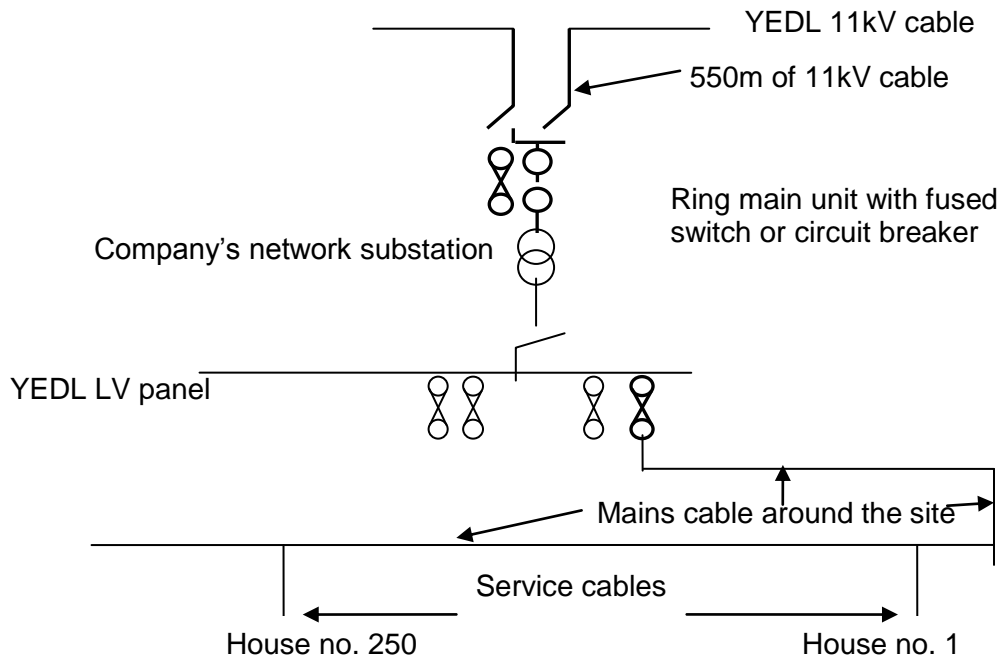 YEDL 11kV cable
550m of 11kV cable
Ring main unit with fused
switch or circuit breaker
Company’s network substation
YEDL LV panel
Mains cable around the site
Service cables
House no. 250
House no. 1